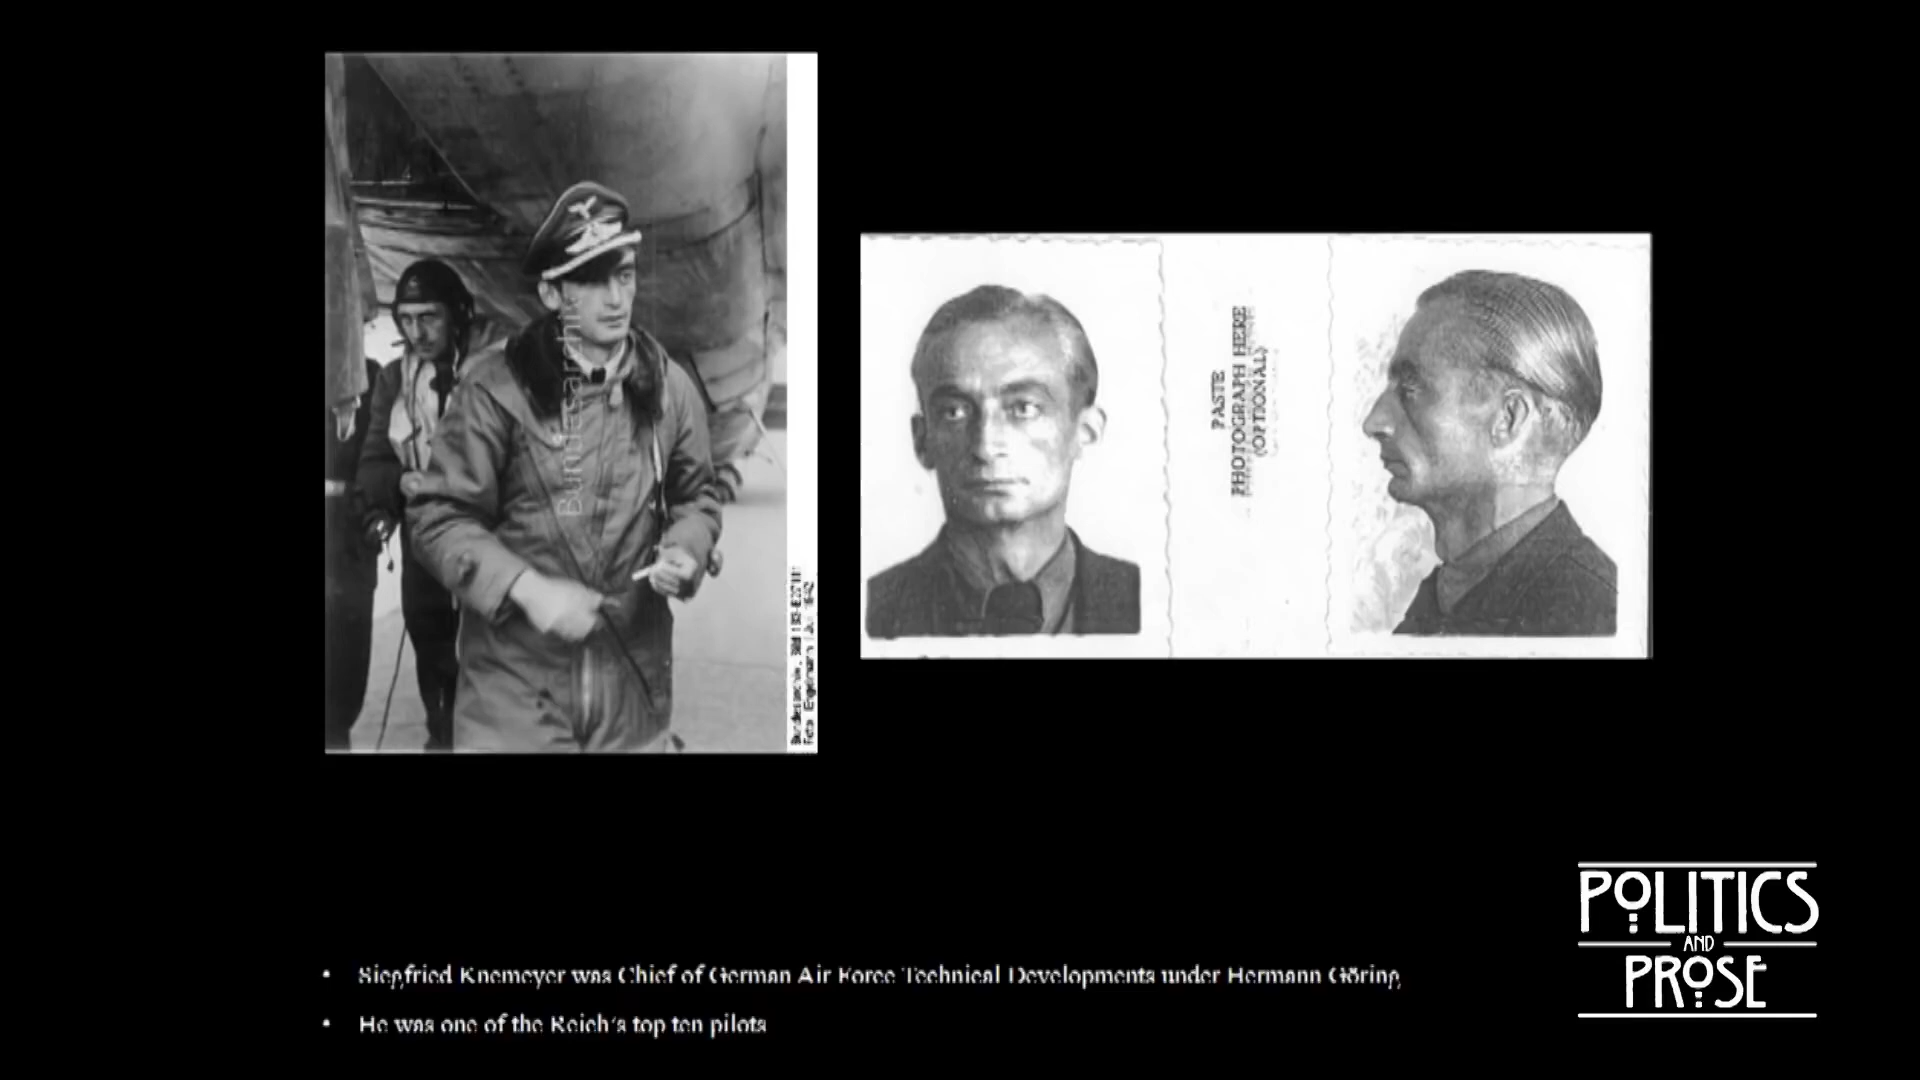 Bundesarchiv
PASTE
PHOTOGRAPH HERE
(OPTIONAL)
• Siegfried Knemeyer was Chief of German Air Force Technical Developments under Hermann Göring
• He was one of the Reich's top ten pilots
POLITICS
AND
PROSE